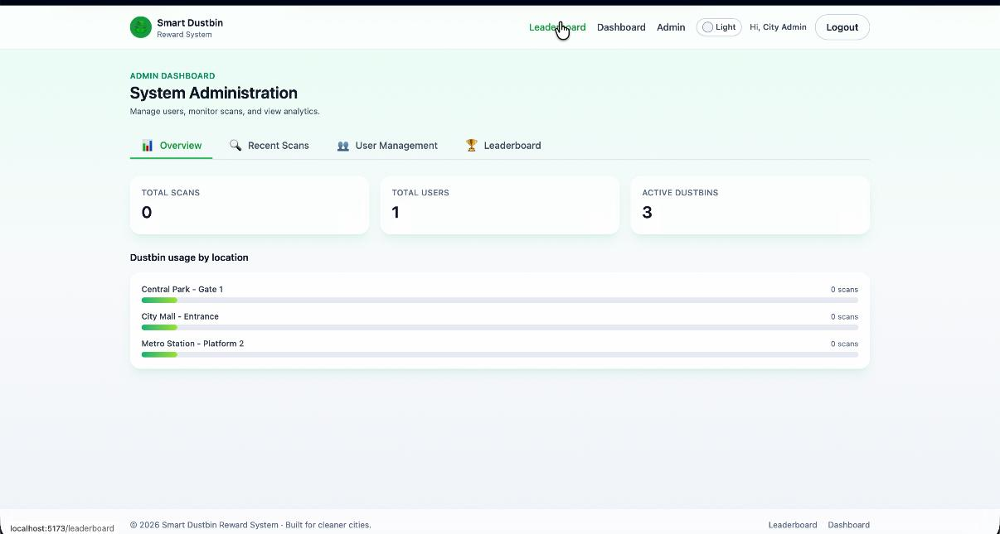 Smart Dustbin
Reward System
Leaderboard Dashboard Admin Light Hi, City Admin Logout
ADMIN DASHBOARD
System Administration
Manage users, monitor scans, and view analytics.
Overview Recent Scans User Management Leaderboard
TOTAL SCANS TOTAL USERS ACTIVE DUSTBINS
0 1 3
Dustbin usage by location
Central Park - Gate 1 0 scans
City Mall - Entrance 0 scans
Metro Station - Platform 2 0 scans
© 2026 Smart Dustbin Reward System · Built for cleaner cities. Leaderboard Dashboard
localhost:5173/leaderboard